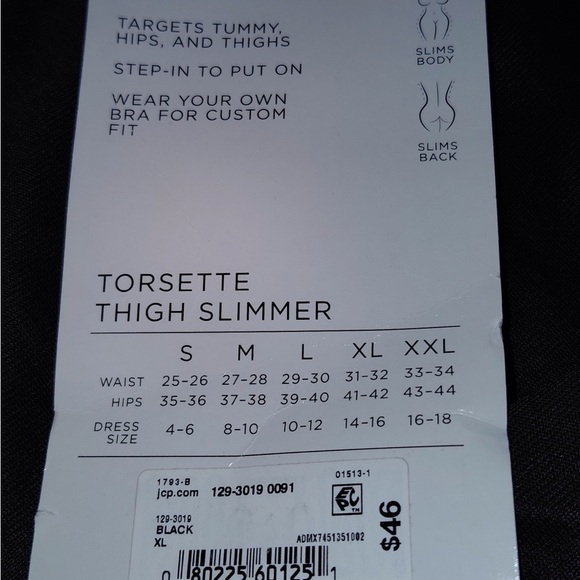 TARGETS TUMMY,
HIPS, AND THIGHS
STEP-IN TO PUT ON
WEAR YOUR OWN
BRA FOR CUSTOM
FIT
SLIMS
BODY
SLIMS
BACK
TORSETTE
THIGH SLIMMER
S M L XL XXL
WAIST 25-26 27-28 29-30 31-32 33-34
HIPS 35-36 37-38 39-40 41-42 43-44
DRESS
SIZE 4-6 8-10 10-12 14-16 16-18
1793-B 01513-1
jcp.com 129-3019 0091
EPC™
129-3019
BLACK
XL
ADMX7451351002
$46
0 80225 60125 1